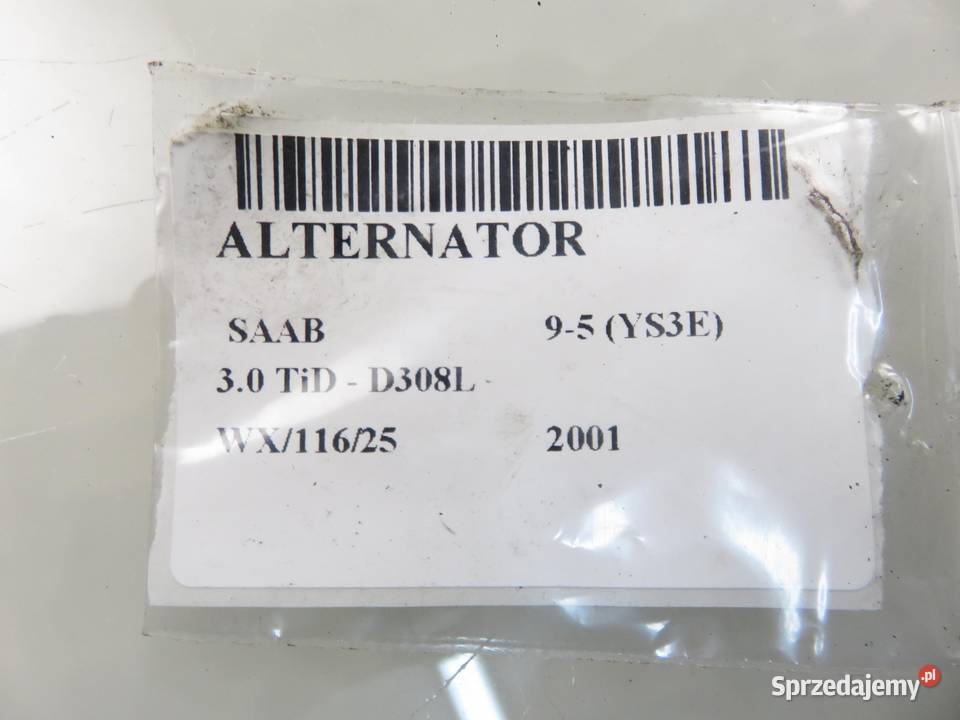 ALTERNATOR
SAAB 9-5 (YS3E)
3.0 TiD - D308L
WX/116/25 2001
Sprzedajemy.pl